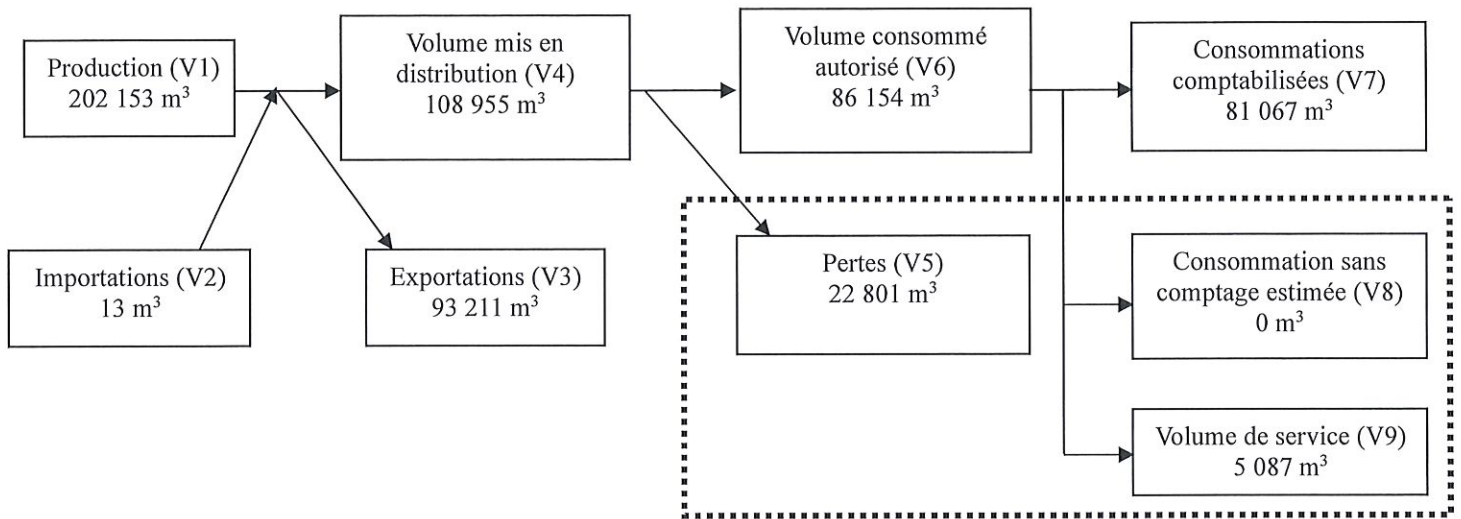 Production (V1)
202 153 m³
Volume mis en
distribution (V4)
108 955 m³
Volume consommé
autorisé (V6)
86 154 m³
Consommations
comptabilisées (V7)
81 067 m³
Importations (V2)
13 m³
Exportations (V3)
93 211 m³
Pertes (V5)
22 801 m³
Consommation sans
comptage estimée (V8)
0 m³
Volume de service (V9)
5 087 m³